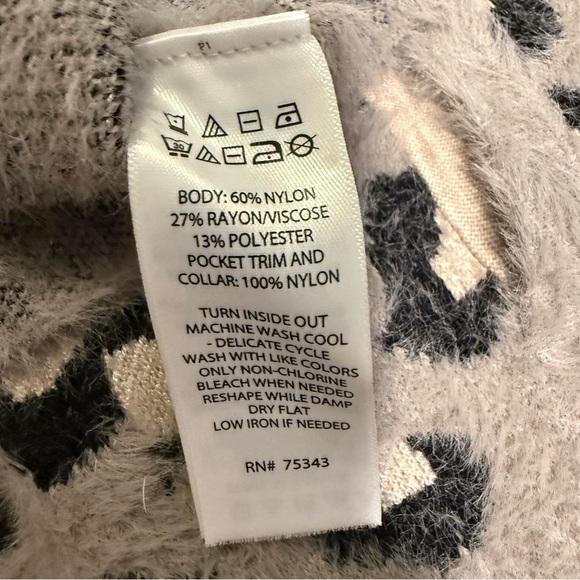 P1
30
BODY: 60% NYLON
27% RAYON/VISCOSE
13% POLYESTER
POCKET TRIM AND
COLLAR: 100% NYLON
TURN INSIDE OUT
MACHINE WASH COOL
- DELICATE CYCLE
WASH WITH LIKE COLORS
ONLY NON-CHLORINE
BLEACH WHEN NEEDED
RESHAPE WHILE DAMP
DRY FLAT
LOW IRON IF NEEDED
RN# 75343